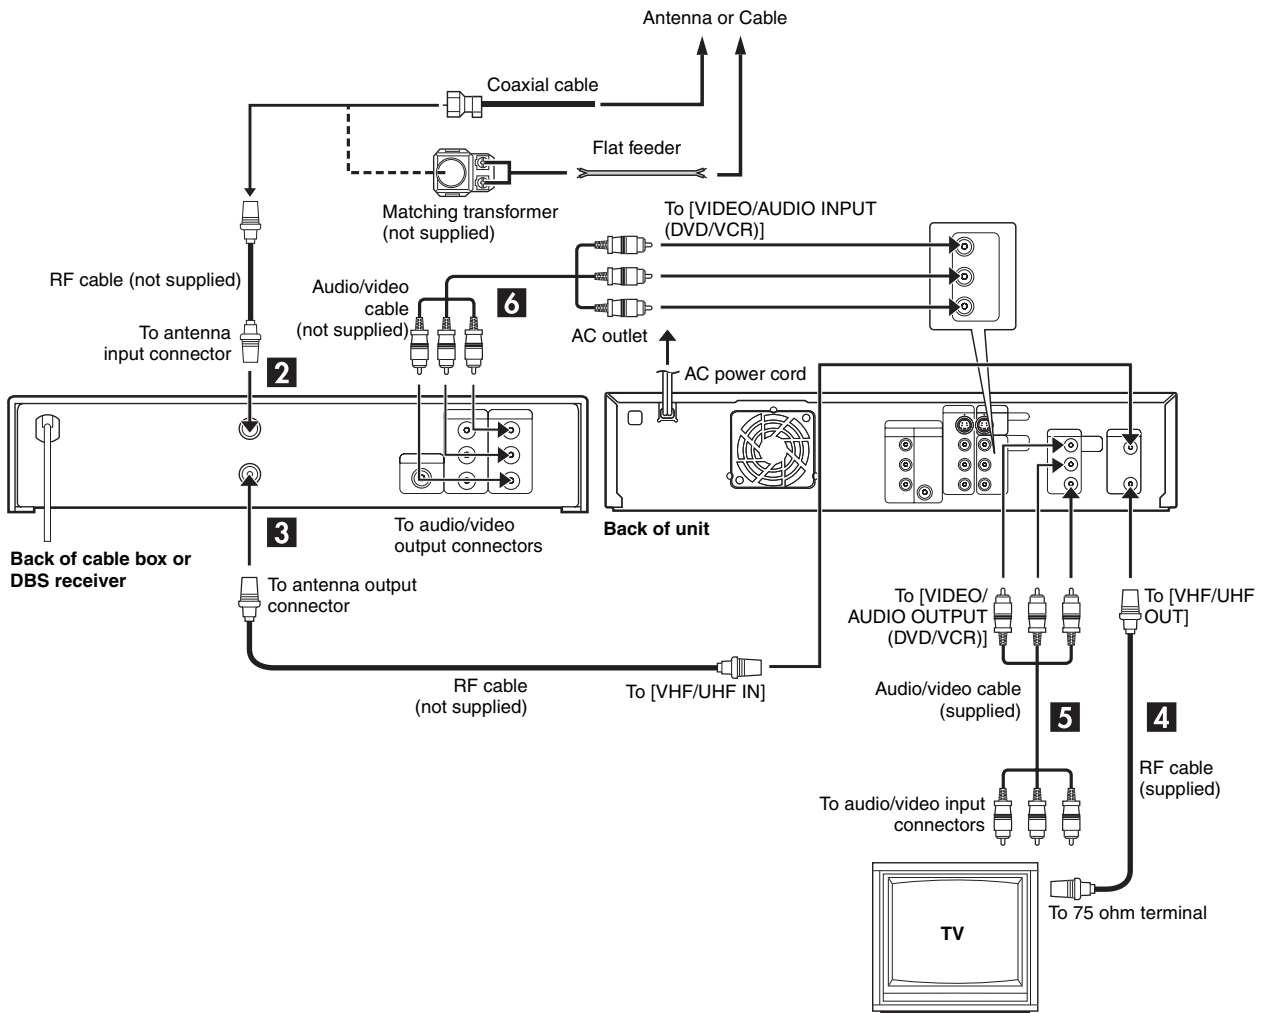 Antenna or Cable
Coaxial cable
Flat feeder
Matching transformer
(not supplied)
To [VIDEO/AUDIO INPUT
(DVD/VCR)]
RF cable (not supplied)
Audio/video
cable
(not supplied)
6
To antenna
input connector
2
AC outlet
AC power cord
3
To audio/video
output connectors
Back of unit
Back of cable box or
DBS receiver
To antenna output
connector
To [VIDEO/
AUDIO OUTPUT
(DVD/VCR)]
To [VHF/UHF
OUT]
RF cable
(not supplied)
To [VHF/UHF IN]
Audio/video cable
(supplied)
5
4
RF cable
(supplied)
To audio/video input
connectors
To 75 ohm terminal
TV